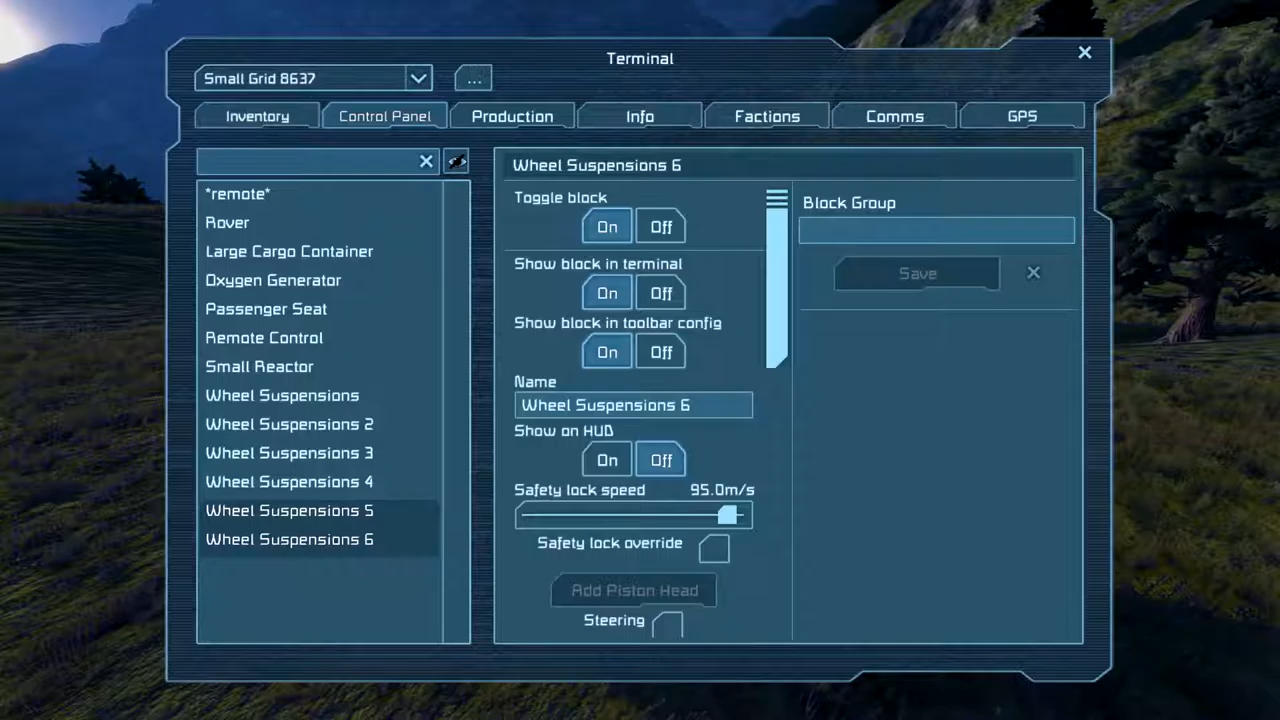 Terminal
Small Grid 8637
...
Inventory
Control Panel
Production
Info
Factions
Comms
GPS
*remote*
Rover
Large Cargo Container
Oxygen Generator
Passenger Seat
Remote Control
Small Reactor
Wheel Suspensions
Wheel Suspensions 2
Wheel Suspensions 3
Wheel Suspensions 4
Wheel Suspensions 5
Wheel Suspensions 6
Wheel Suspensions 6
Toggle block
On Off
Show block in terminal
On Off
Show block in toolbar config
On Off
Name
Wheel Suspensions 6
Show on HUD
On Off
Safety lock speed 95.0m/s
Safety lock override
Add Piston Head
Steering
Block Group
Save